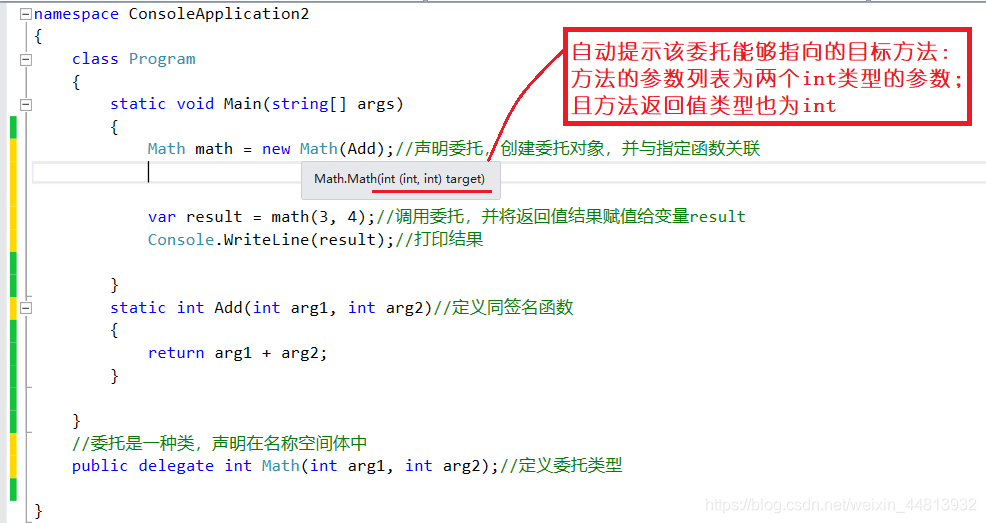 namespace ConsoleApplication2
{
自动提示该委托能够指向的目标方法：
方法的参数列表为两个int类型的参数；
且方法返回值类型也为int
class Program
{
static void Main(string[] args)
{
Math math = new Math(Add);//声明委托，创建委托对象，并与指定函数关联
Math.Math(int (int, int) target)
var result = math(3, 4);//调用委托，并将返回值结果赋值给变量result
Console.WriteLine(result);//打印结果
}
static int Add(int arg1, int arg2)//定义同签名函数
{
return arg1 + arg2;
}
}
//委托是一种类，声明在名称空间体中
public delegate int Math(int arg1, int arg2);//定义委托类型
}
https://blog.csdn.net/weixin_44813932